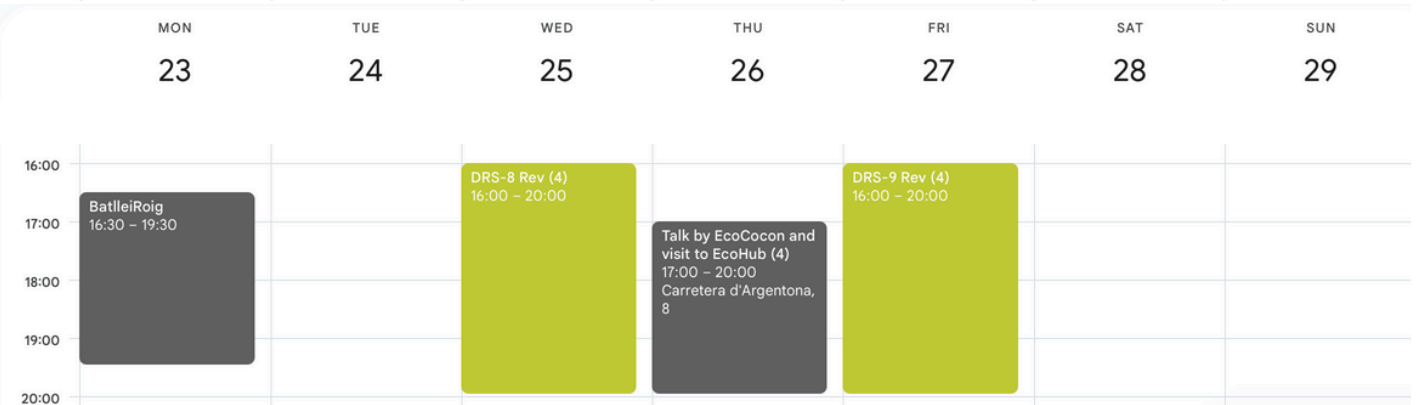 MON TUE WED THU FRI SAT SUN
23 24 25 26 27 28 29
16:00
17:00
18:00
19:00
20:00
BatlleiRoig
16:30 – 19:30
DRS-8 Rev (4)
16:00 – 20:00
Talk by EcoCocon and
visit to EcoHub (4)
17:00 – 20:00
Carretera d'Argentona,
8
DRS-9 Rev (4)
16:00 – 20:00